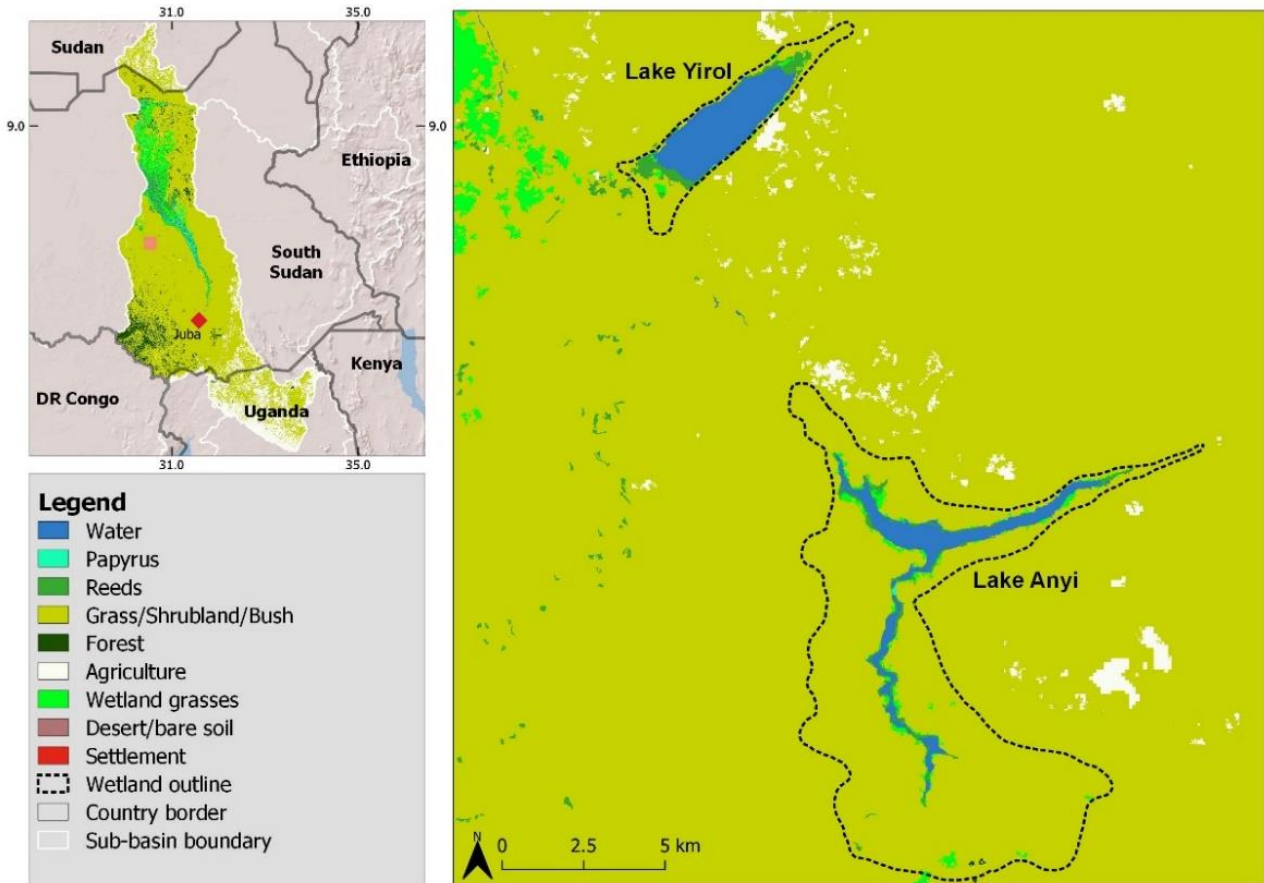 31.0
35.0
Sudan
9.0
9.0
Ethiopia
South
Sudan
Juba
Kenya
DR Congo
Uganda
31.0
35.0
Legend
Water
Papyrus
Reeds
Grass/Shrubland/Bush
Forest
Agriculture
Wetland grasses
Desert/bare soil
Settlement
Wetland outline
Country border
Sub-basin boundary
Lake Yirol
Lake Anyi
N
0
2.5
5 km